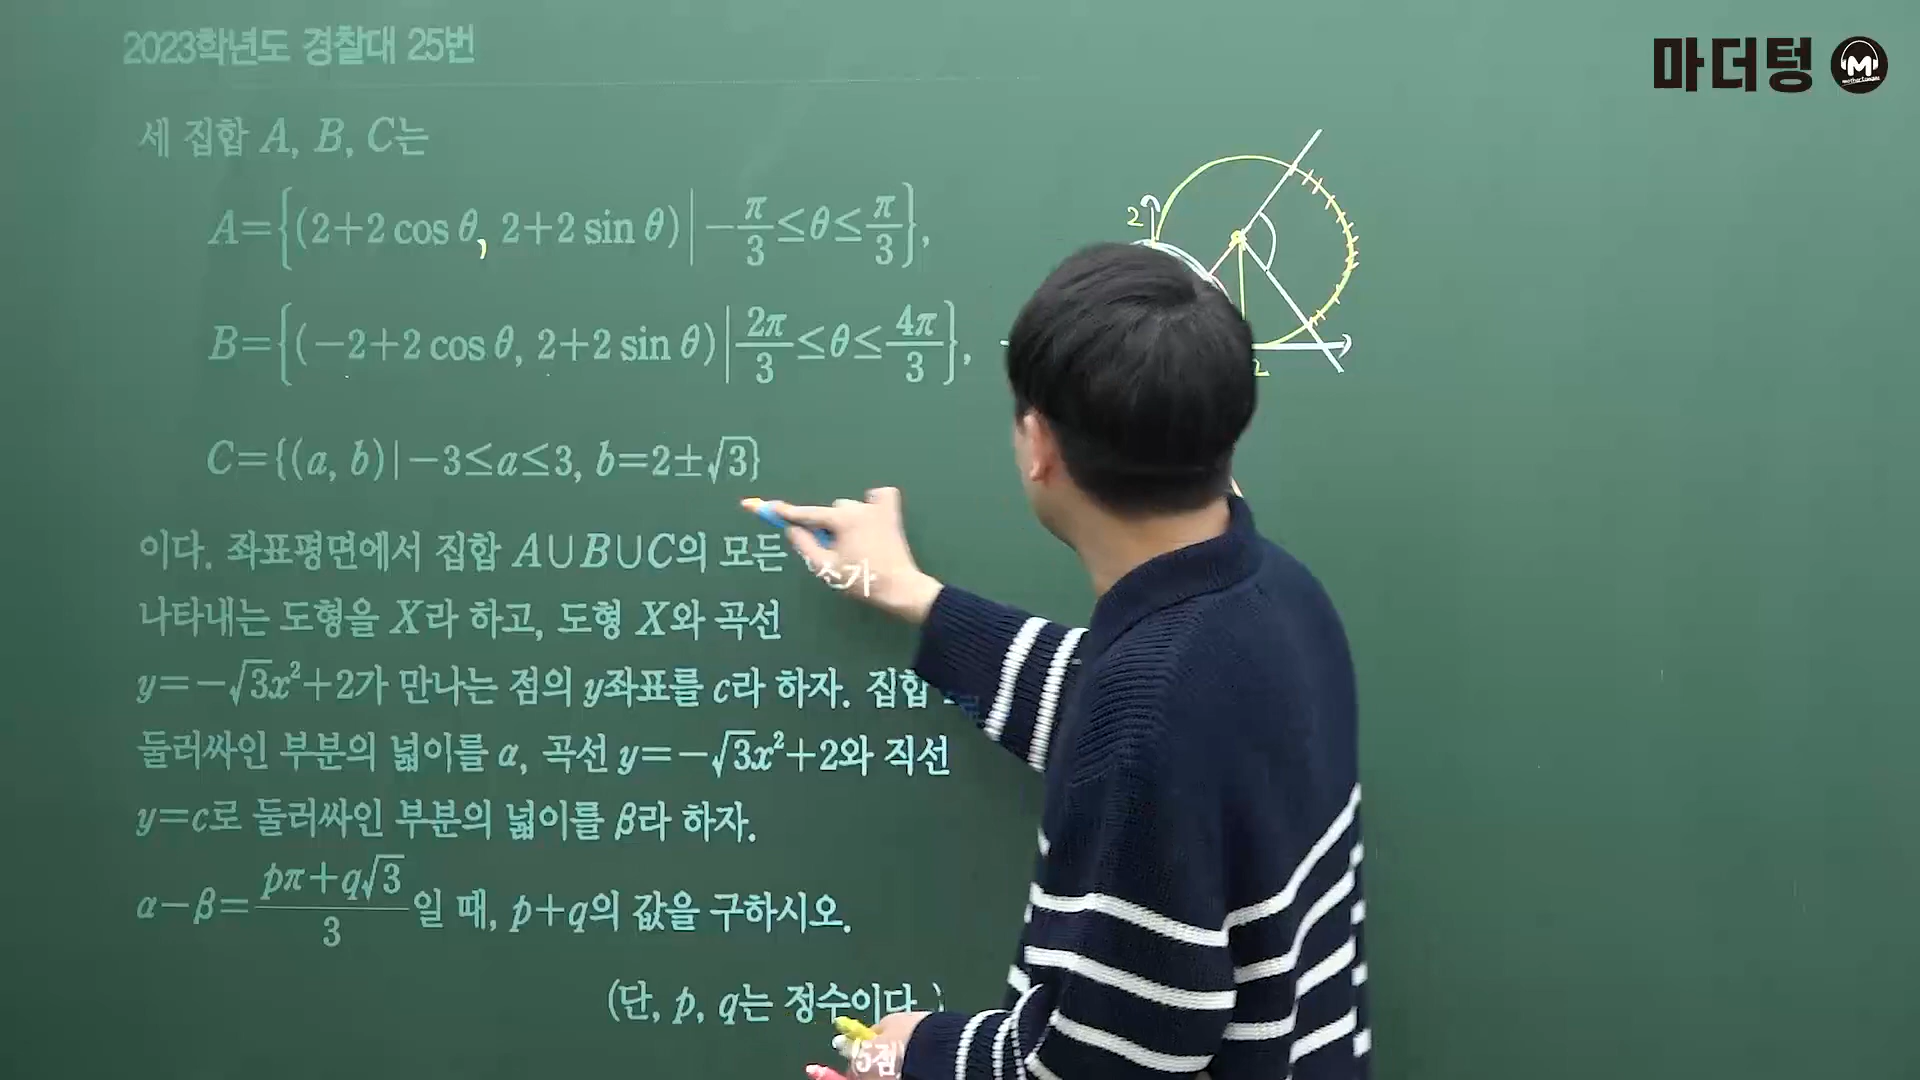 2023학년도 경찰대 25번
마더텅
세 집합 A, B, C는
A={(2+2 cos θ, 2+2 sin θ)|-π/3≤θ≤π/3},
B={(-2+2 cos θ, 2+2 sin θ)|2π/3≤θ≤4π/3},
C={(a, b)|-3≤a≤3, b=2±√3}
2
2
이다. 좌표평면에서 집합 A∪B∪C의 모든
나타내는 도형을 X라 하고, 도형 X와 곡선
y=-√3x²+2가 만나는 점의 y좌표를 c라 하자. 집합
둘러싸인 부분의 넓이를 α, 곡선 y=-√3x²+2와 직선
y=c로 둘러싸인 부분의 넓이를 β라 하자.
α-β=(pπ+q√3)/3일 때, p+q의 값을 구하시오.
(단, p, q는 정수이다.)
(5점)